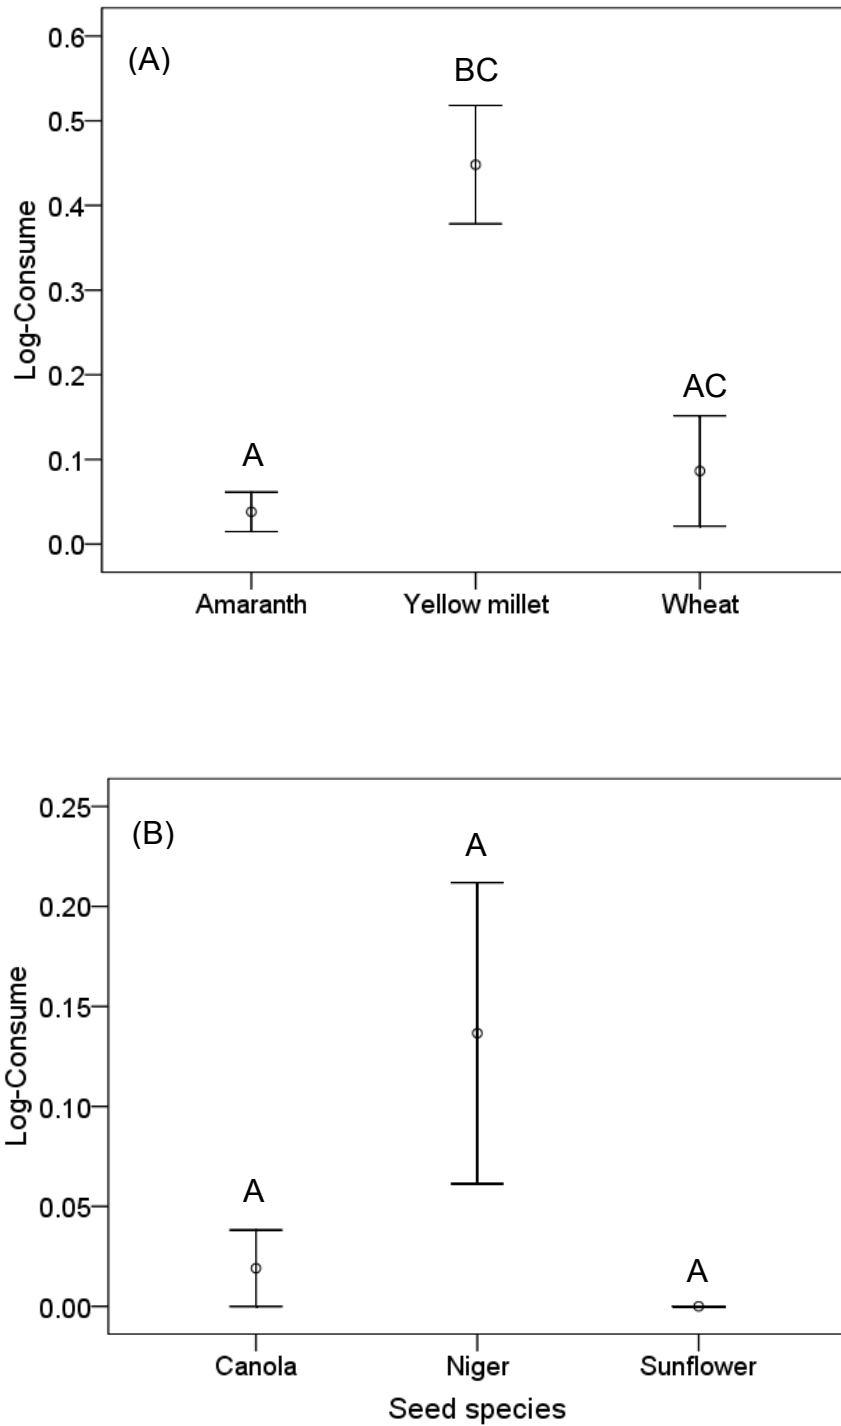 (A)
Log-Consume
0.6
0.5
0.4
0.3
0.2
0.1
0.0
A
BC
AC
Amaranth Yellow millet Wheat
(B)
Log-Consume
0.25
0.20
0.15
0.10
0.05
0.00
A
A
A
Canola Niger Sunflower
Seed species